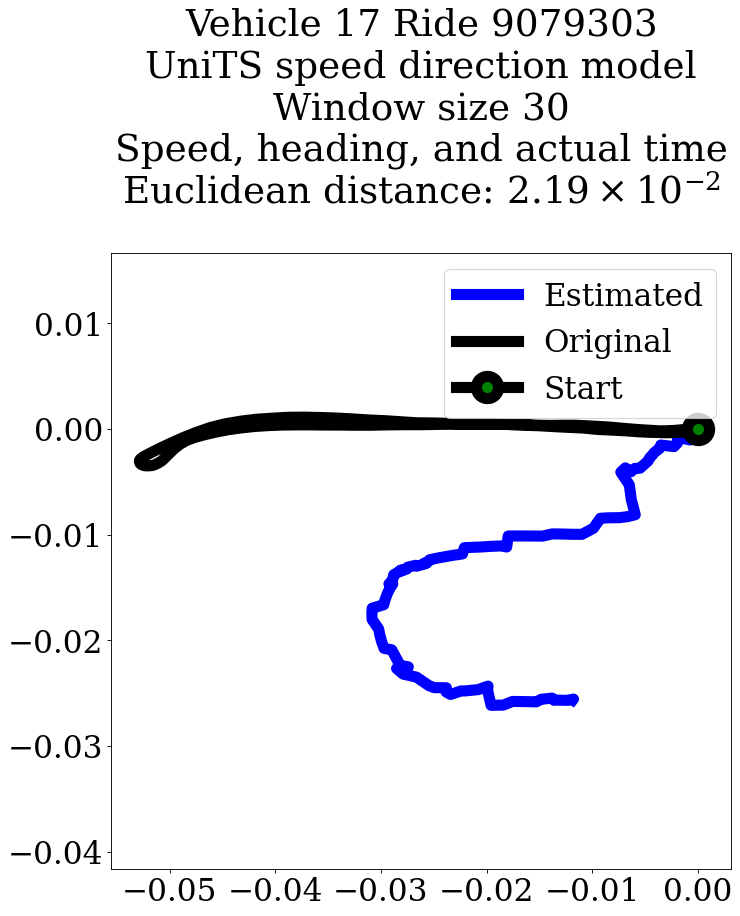 Vehicle 17 Ride 9079303
UniTS speed direction model
Window size 30
Speed, heading, and actual time
Euclidean distance: 2.19 × 10⁻²
Estimated
Original
Start
0.01
0.00
−0.01
−0.02
−0.03
−0.04
−0.05 −0.04 −0.03 −0.02 −0.01 0.00